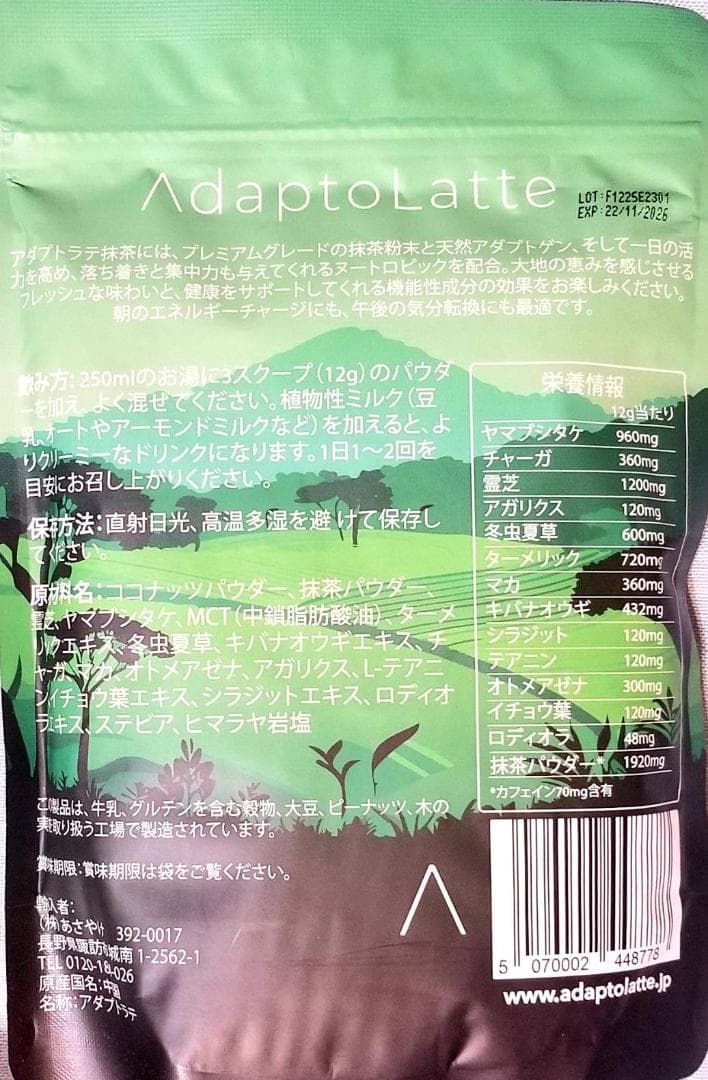 AdaptoLatte
LOT:F1225E2301
EXP:22/11/2026
アダプトラテ抹茶には、プレミアムグレードの抹茶粉末と天然アダプトゲン、そして一日の活
力を高め、落ち着きと集中力も与えてくれるヌートロピックを配合。大地の恵みを感じさせる
フレッシュな味わいと、健康をサポートしてくれる機能性成分の効果をお楽しみください。
朝のエネルギーチャージにも、午後の気分転換にも最適です。
飲み方:250mlのお湯に3スクープ(12g)のパウダ
ーを加え、よく混ぜてください。植物性ミルク(豆
乳、オートやアーモンドミルクなど)を加えると、よ
りクリーミーなドリンクになります。1日1〜2回を
目安にお召し上がりください。
保存方法:直射日光、高温多湿を避けて保存し
てください。
原材料名:ココナッツパウダー、抹茶パウダー、
霊芝、ヤマブシタケ、MCT(中鎖脂肪酸油)、ターメ
リックエキス、冬虫夏草、キバナオウギエキス、チ
ャーガ、マカ、オトメアゼナ、アガリクス、L-テアニ
ン、イチョウ葉エキス、シラジットエキス、ロディオ
ラエキス、ステビア、ヒマラヤ岩塩
この製品は、牛乳、グルテンを含む穀物、大豆、ピーナッツ、木の
実を取り扱う工場で製造されています。
賞味期限:賞味期限は袋をご覧ください。
輸入者:
(株)あさやけ 392-0017
長野県諏訪市城南 1-2562-1
TEL 0120-18-026
原産国名:中国
名称:アダプトラテ
栄養情報
12g当たり
ヤマブシタケ 960mg
チャーガ 360mg
霊芝 1200mg
アガリクス 120mg
冬虫夏草 600mg
ターメリック 720mg
マカ 360mg
キバナオウギ 432mg
シラジット 120mg
テアニン 120mg
オトメアゼナ 300mg
イチョウ葉 120mg
ロディオラ 48mg
抹茶パウダー* 1920mg
*カフェイン70mg含有
5 070002 448778
www.adaptolatte.jp